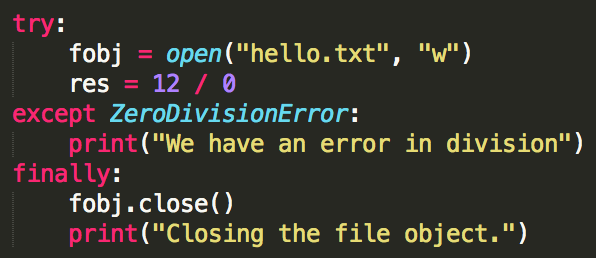 try:
    fobj = open("hello.txt", "w")
    res = 12 / 0
except ZeroDivisionError:
    print("We have an error in division")
finally:
    fobj.close()
    print("Closing the file object.")